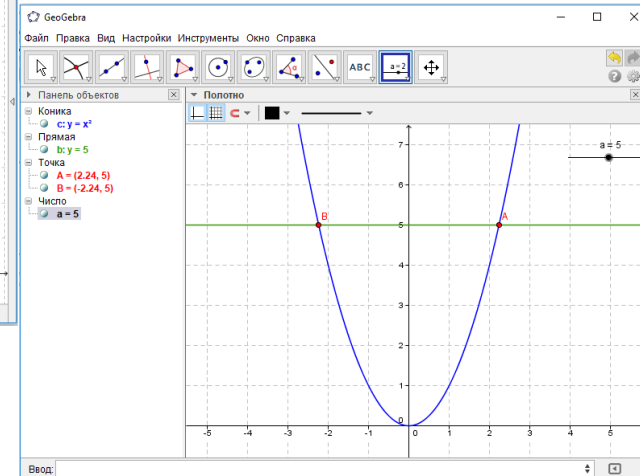 GeoGebra
Файл Правка Вид Настройки Инструменты Окно Справка
ABC
a = 2
Панель объектов
Полотно
Коника
c: y = x²
Прямая
b: y = 5
Точка
A = (2.24, 5)
B = (-2.24, 5)
Число
a = 5
a = 5
B
A
7
6
5
4
3
2
1
0
-5 -4 -3 -2 -1 0 1 2 3 4 5
Ввод: